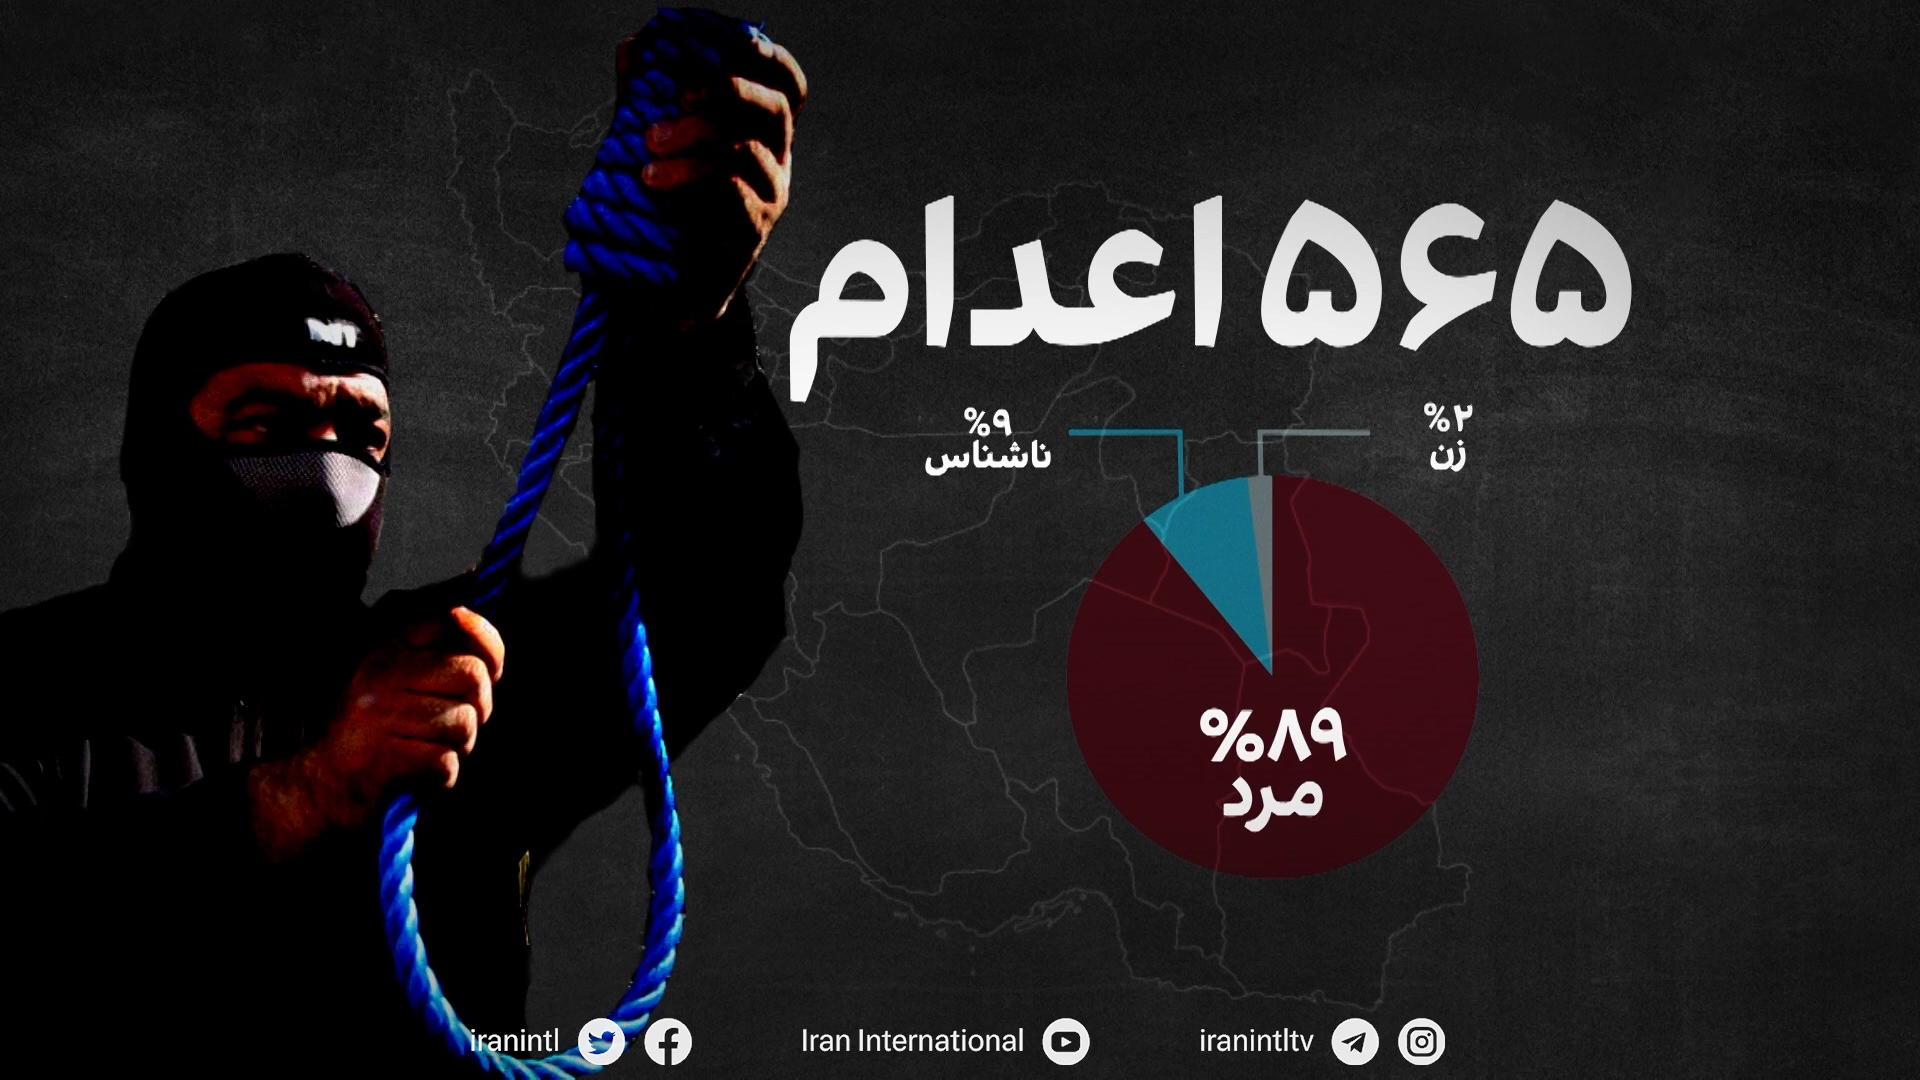 ۵۶۵ اعدام
%۲
زن
%۹
ناشناس
%۸۹
مرد
iranintl
Iran International
iranintltv